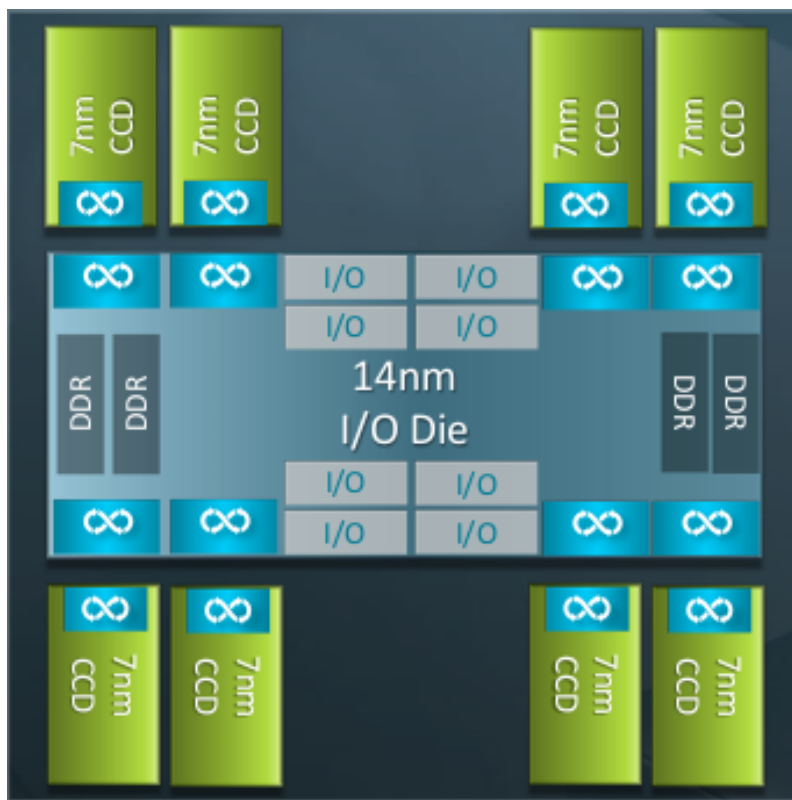 7nm
CCD
7nm
CCD
7nm
CCD
7nm
CCD
I/O
I/O
I/O
I/O
14nm
I/O Die
DDR
DDR
DDR
DDR
I/O
I/O
I/O
I/O
7nm
CCD
7nm
CCD
7nm
CCD
7nm
CCD